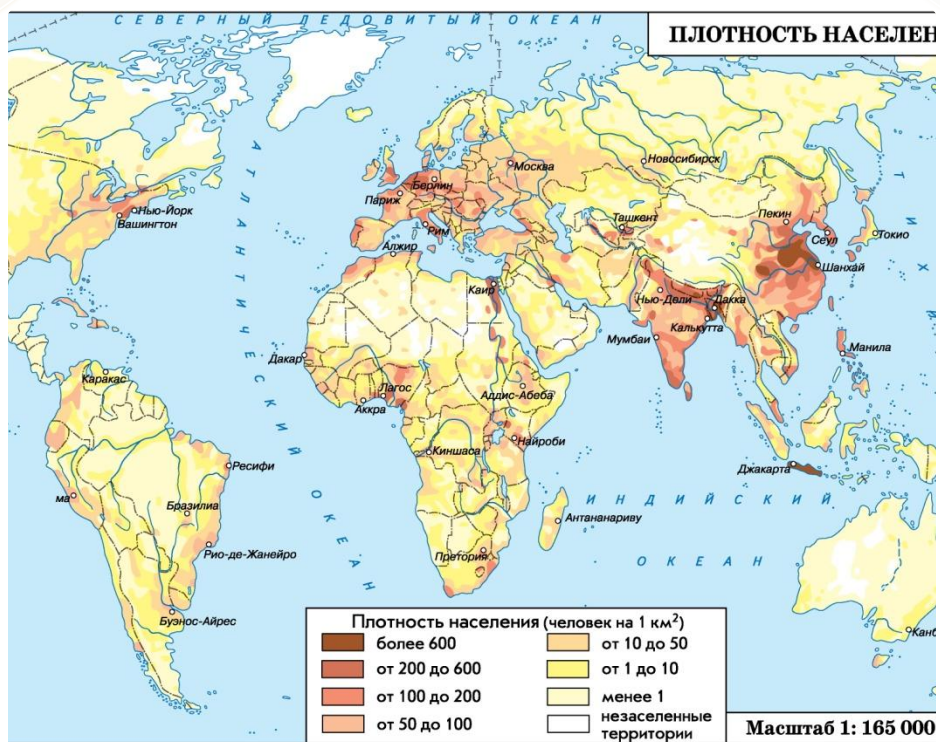 СЕВЕРНЫЙ ЛЕДОВИТЫЙ ОКЕАН
ПЛОТНОСТЬ НАСЕЛЕН
АТЛАНТИЧЕСКИЙ ОКЕАН
ТИХИ
Нью-Йорк
Вашингтон
Москва
Берлин
Париж
Рим
Алжир
Новосибирск
Ташкент
Пекин
Сеул
Токио
Шанхай
Каир
Нью-Дели
Дакка
Калькутта
Мумбаи
Манила
Дакар
Каракас
Лагос
Аккра
Аддис-Абеба
Найроби
Киншаса
Ресифи
ма
Бразилиа
Рио-де-Жанейро
Буэнос-Айрес
Джакарта
ИНДИЙСКИЙ
ОКЕАН
Антананариву
Претория
Канб
Плотность населения (человек на 1 км²)
более 600
от 200 до 600
от 100 до 200
от 50 до 100
от 10 до 50
от 1 до 10
менее 1
незаселенные
территории
Масштаб 1: 165 000